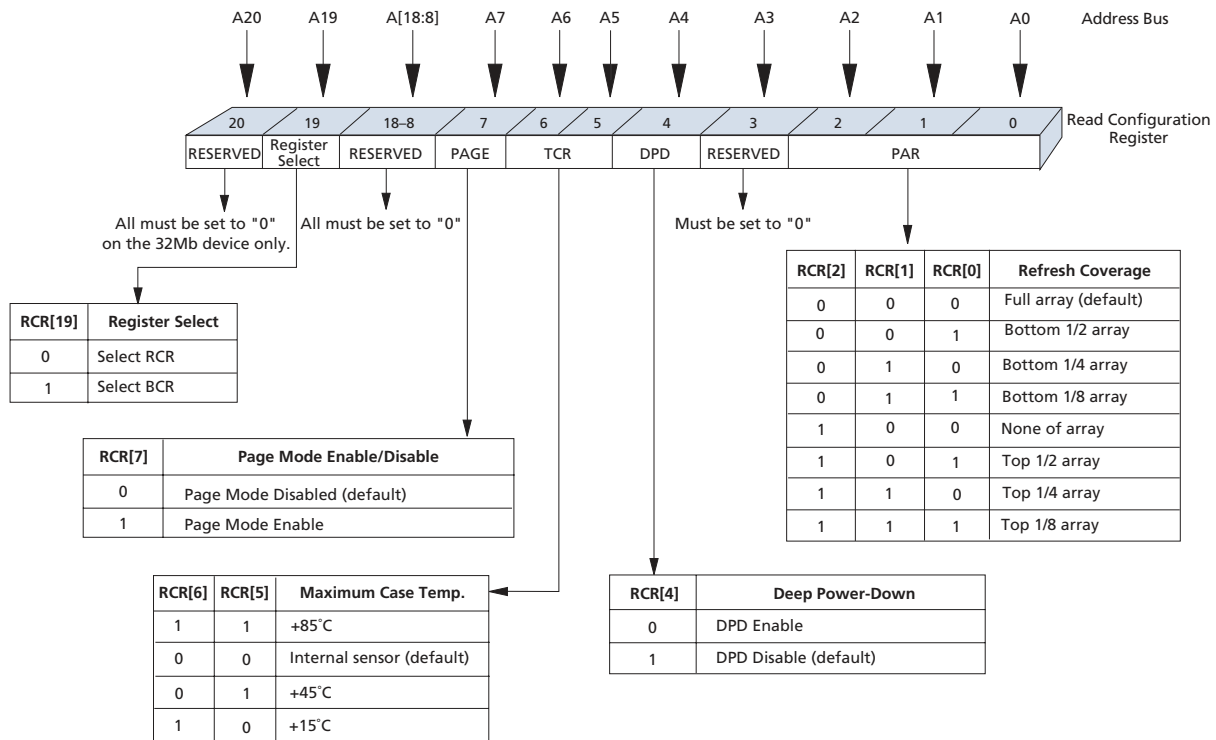 A20 A19 A[18:8] A7 A6 A5 A4 A3 A2 A1 A0 Address Bus
20 19 18–8 7 6 5 4 3 2 1 0
Read Configuration
Register
RESERVED Register Select RESERVED PAGE TCR DPD RESERVED PAR
All must be set to "0"
on the 32Mb device only.
All must be set to "0"
Must be set to "0"
RCR[19] Register Select
0 Select RCR
1 Select BCR
RCR[2] RCR[1] RCR[0] Refresh Coverage
0 0 0 Full array (default)
0 0 1 Bottom 1/2 array
0 1 0 Bottom 1/4 array
0 1 1 Bottom 1/8 array
1 0 0 None of array
1 0 1 Top 1/2 array
1 1 0 Top 1/4 array
1 1 1 Top 1/8 array
RCR[7] Page Mode Enable/Disable
0 Page Mode Disabled (default)
1 Page Mode Enable
RCR[6] RCR[5] Maximum Case Temp.
1 1 +85˚C
0 0 Internal sensor (default)
0 1 +45˚C
1 0 +15˚C
RCR[4] Deep Power-Down
0 DPD Enable
1 DPD Disable (default)